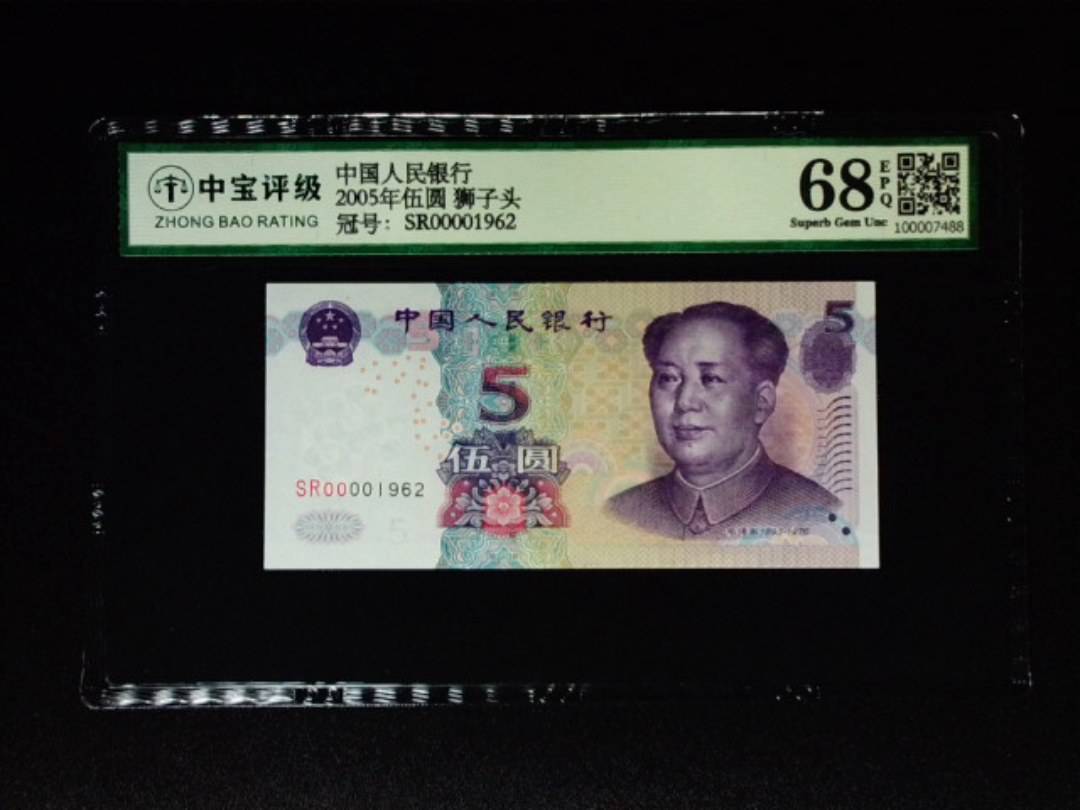 中宝评级
ZHONG BAO RATING
中国人民银行
2005年伍圆 狮子头
冠号: SR00001962
68
EPQ
Superb Gem Unc
100007488
中国人民银行
5
5
伍圆
SR00001962
5